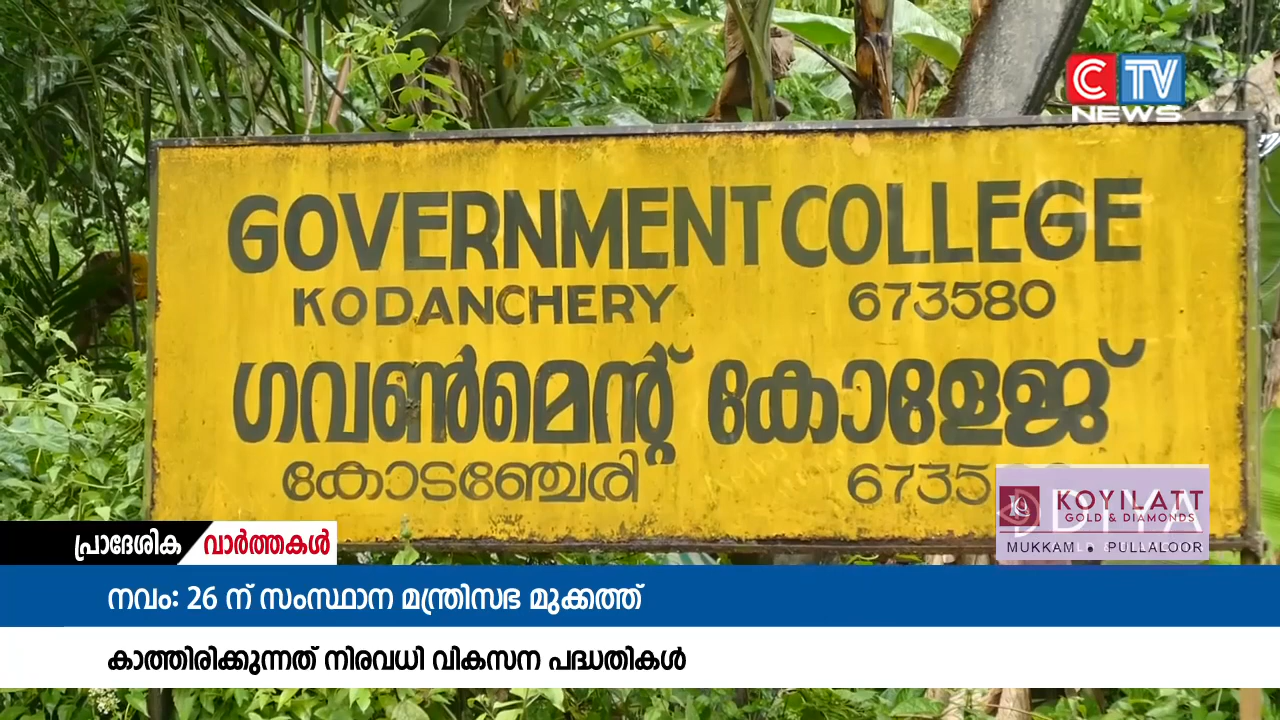 CTV
NEWS
GOVERNMENT COLLEGE
KODANCHERY 673580
ഗവൺമെന്റ് കോളേജ്
കോടഞ്ചേരി 6735
KOYILATT
GOLD & DIAMONDS
MUKKAM • PULLALOOR
പ്രാദേശിക വാർത്തകൾ
നവം: 26 ന് സംസ്ഥാന മന്ത്രിസഭ മുക്കത്ത്
കാത്തിരിക്കുന്നത് നിരവധി വികസന പദ്ധതികൾ